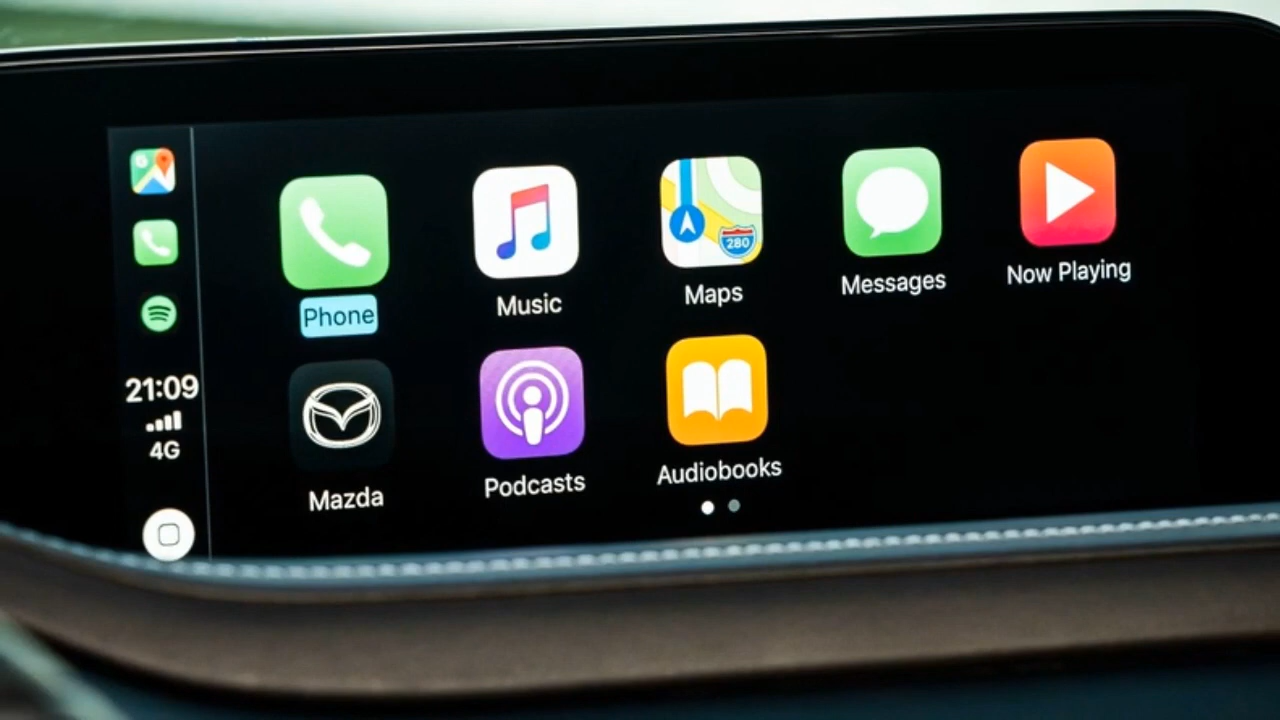 G
21:09
4G
Phone
Music
280
Maps
Messages
Now Playing
Mazda
Podcasts
Audiobooks